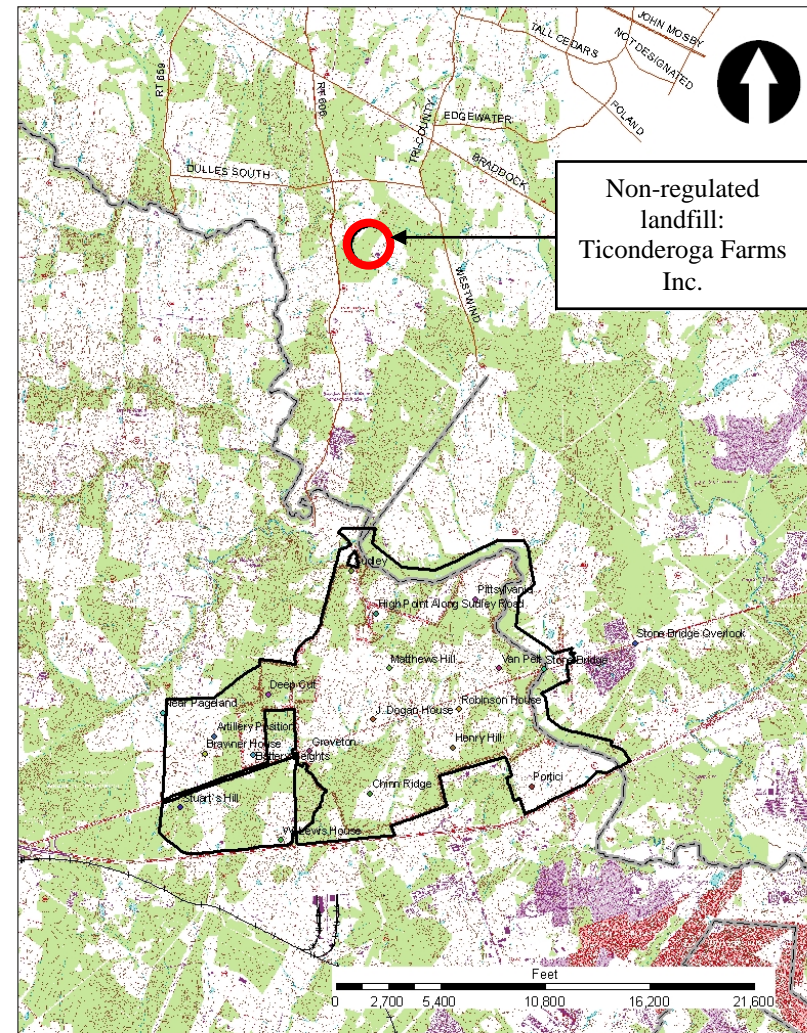 JOHN MOSBY
TALL CEDARS
NOT DESIGNATED
RT 659
RT 606
TRI-COUNTY
EDGEWATER
POLAND
BRADDOCK
DULLES SOUTH
Non-regulated
landfill:
Ticonderoga Farms
Inc.
WESTWIND
Sudley
Pittsylvania
High Point Along Sudley Road
Stone Bridge Overlook
Matthews Hill
Van Pelt
Stone Bridge
Deep Cut
Near Pageland
Robinson House
J. Dogan House
Artillery Position
Brawner House
Battery Heights
Groveton
Henry Hill
Chinn Ridge
Portici
Stuart's Hill
W. Lewis House
Feet
0 2,700 5,400 10,800 16,200 21,600